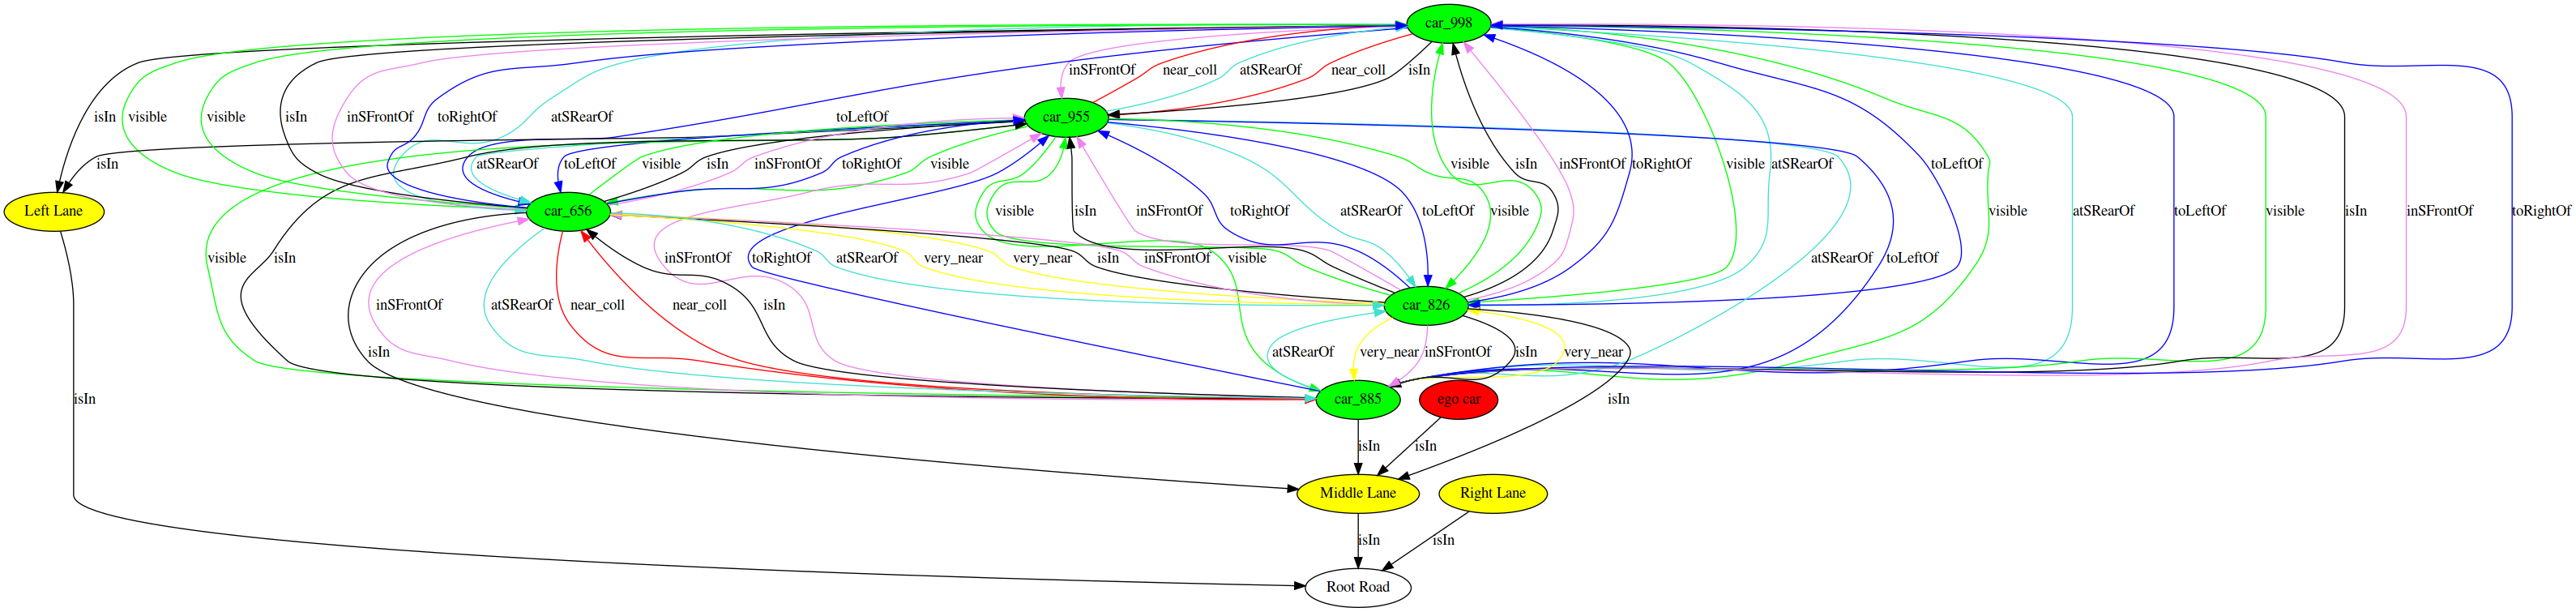 car_998
inSFrontOf near_coll atSRearOf near_coll isIn
isIn visible visible isIn inSFrontOf toRightOf atSRearOf toLeftOf car_955
isIn atSRearOf toLeftOf visible isIn inSFrontOf toRightOf visible visible isIn inSFrontOf toRightOf visible atSRearOf toLeftOf
Left Lane car_656 visible isIn inSFrontOf toRightOf atSRearOf toLeftOf visible visible atSRearOf toLeftOf visible isIn inSFrontOf toRightOf
visible isIn inSFrontOf toRightOf atSRearOf very_near very_near isIn inSFrontOf visible atSRearOf toLeftOf
inSFrontOf atSRearOf near_coll near_coll isIn car_826
isIn atSRearOf very_near inSFrontOf isIn very_near
isIn car_885 ego car isIn
isIn isIn
Middle Lane Right Lane
isIn isIn
Root Road